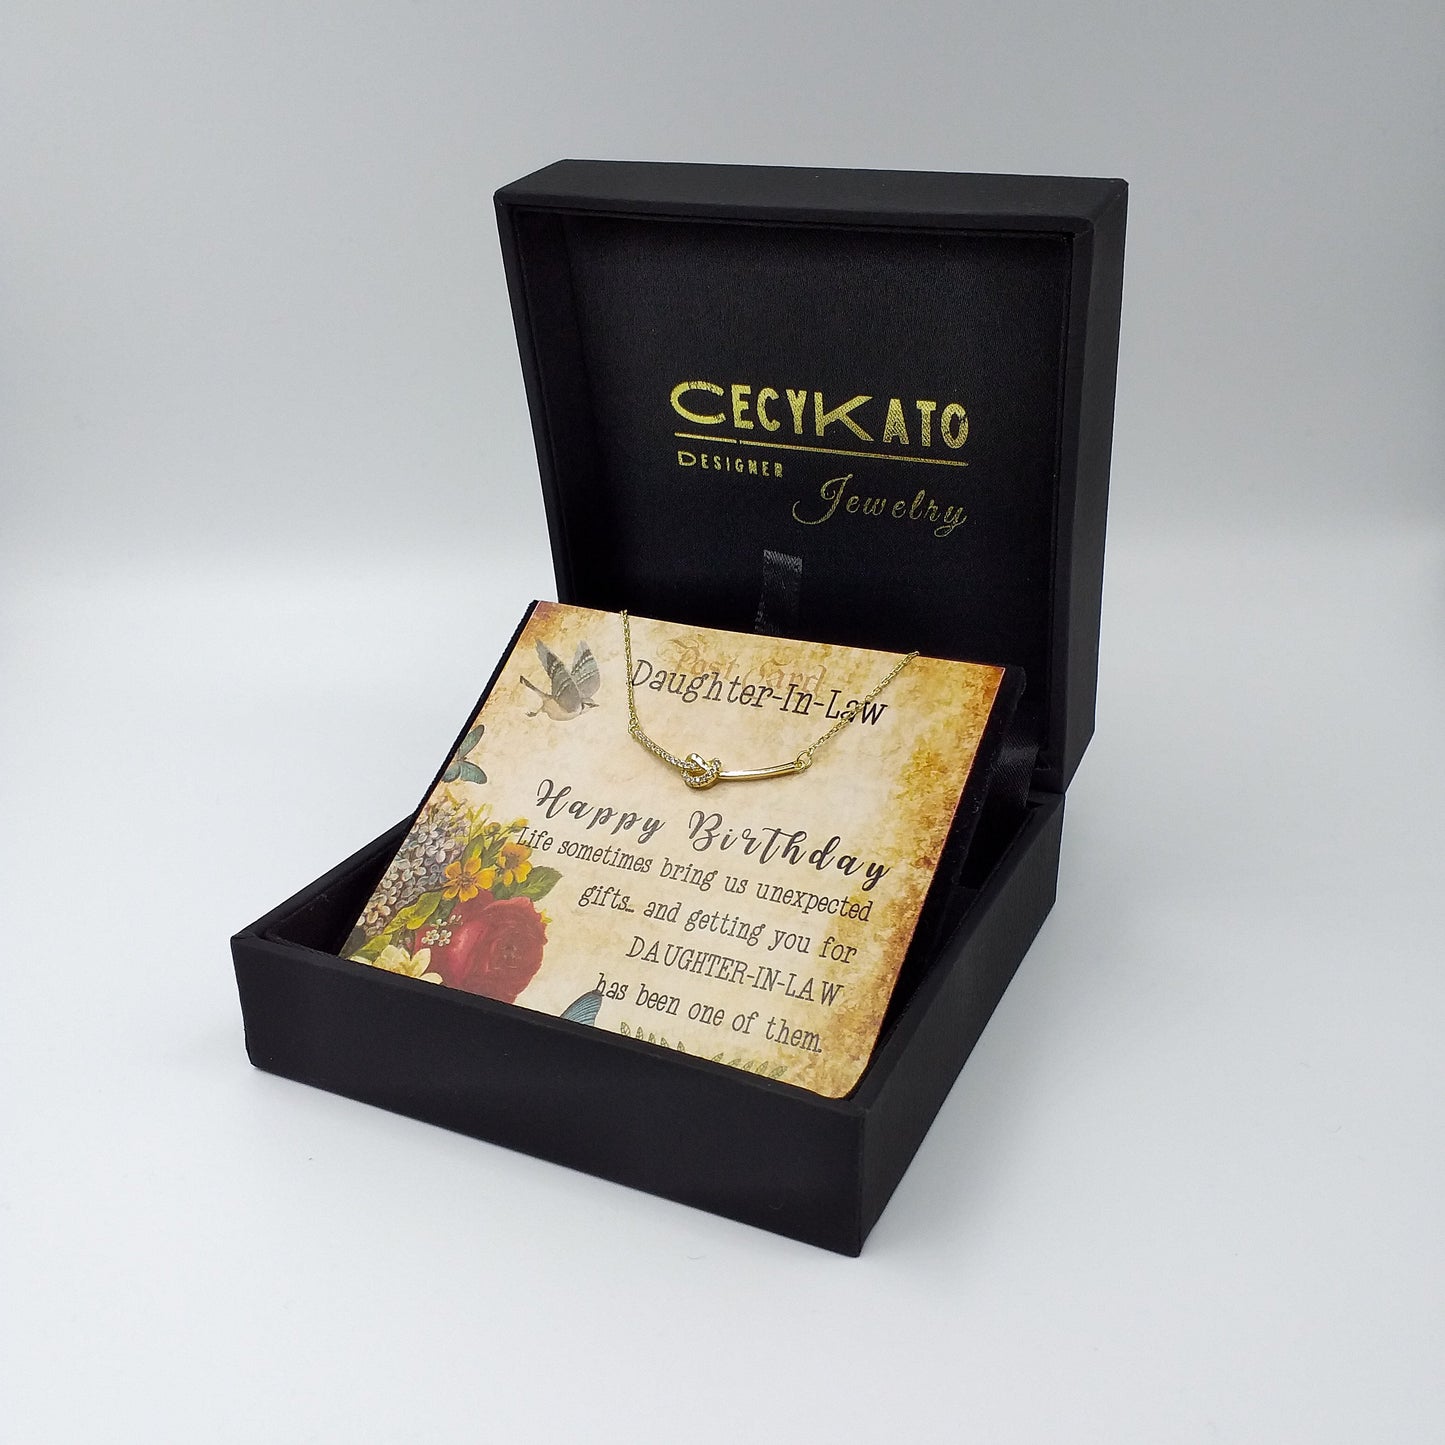 CECYKATO
DESIGNER
Jewelry
Post Card
Daughter-In-Law
Happy Birthday
Life sometimes bring us unexpected
gifts... and getting you for
DAUGHTER-IN-LAW
has been one of them.